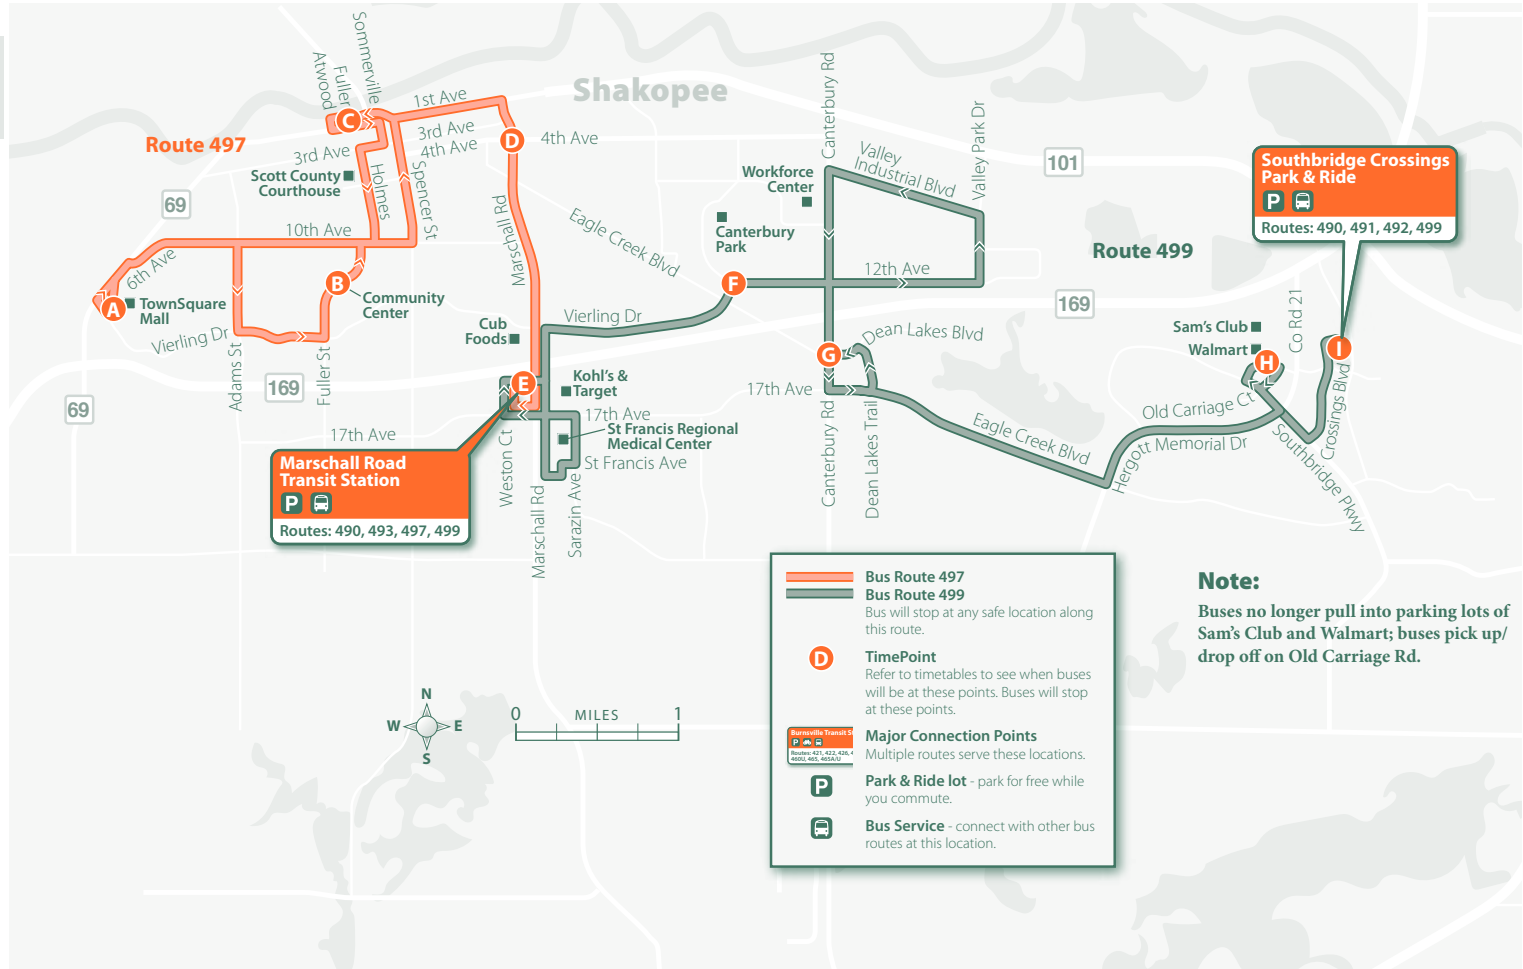 Sommerville
Fuller
Atwood
1st Ave
Shakopee
Canterbury Rd
Valley Park Dr
C
D
3rd Ave
4th Ave
4th Ave
Route 497
3rd Ave
Scott County
Courthouse
Holmes
Spencer St
69
10th Ave
6th Ave
A
TownSquare
Mall
Vierling Dr
B
Community
Center
Adams St
Fuller St
169
69
17th Ave
Marschall Rd
Eagle Creek Blvd
Workforce
Center
Canterbury
Park
Valley
Industrial Blvd
101
Southbridge Crossings
Park & Ride
P
Routes: 490, 491, 492, 499
Route 499
12th Ave
F
169
Vierling Dr
Cub
Foods
Dean Lakes Blvd
G
Sam's Club
Walmart
Co Rd 21
H
I
E
Kohl's &
Target
17th Ave
17th Ave
St Francis Regional
Medical Center
St Francis Ave
Weston Ct
Marschall Rd
Sarazin Ave
Canterbury Rd
Dean Lakes Trail
Eagle Creek Blvd
Old Carriage Ct
Hergott Memorial Dr
Southbridge Pkwy
Crossings Blvd
Marschall Road
Transit Station
P
Routes: 490, 493, 497, 499
Bus Route 497
Bus Route 499
Bus will stop at any safe location along
this route.
D
TimePoint
Refer to timetables to see when buses
will be at these points. Buses will stop
at these points.
Burnsville Transit St
P
Routes: 421, 422, 426, 4
460U, 465, 465A/U
Major Connection Points
Multiple routes serve these locations.
P
Park & Ride lot - park for free while
you commute.
Bus Service - connect with other bus
routes at this location.
Note:
Buses no longer pull into parking lots of
Sam's Club and Walmart; buses pick up/
drop off on Old Carriage Rd.
N
W
E
S
0 MILES 1